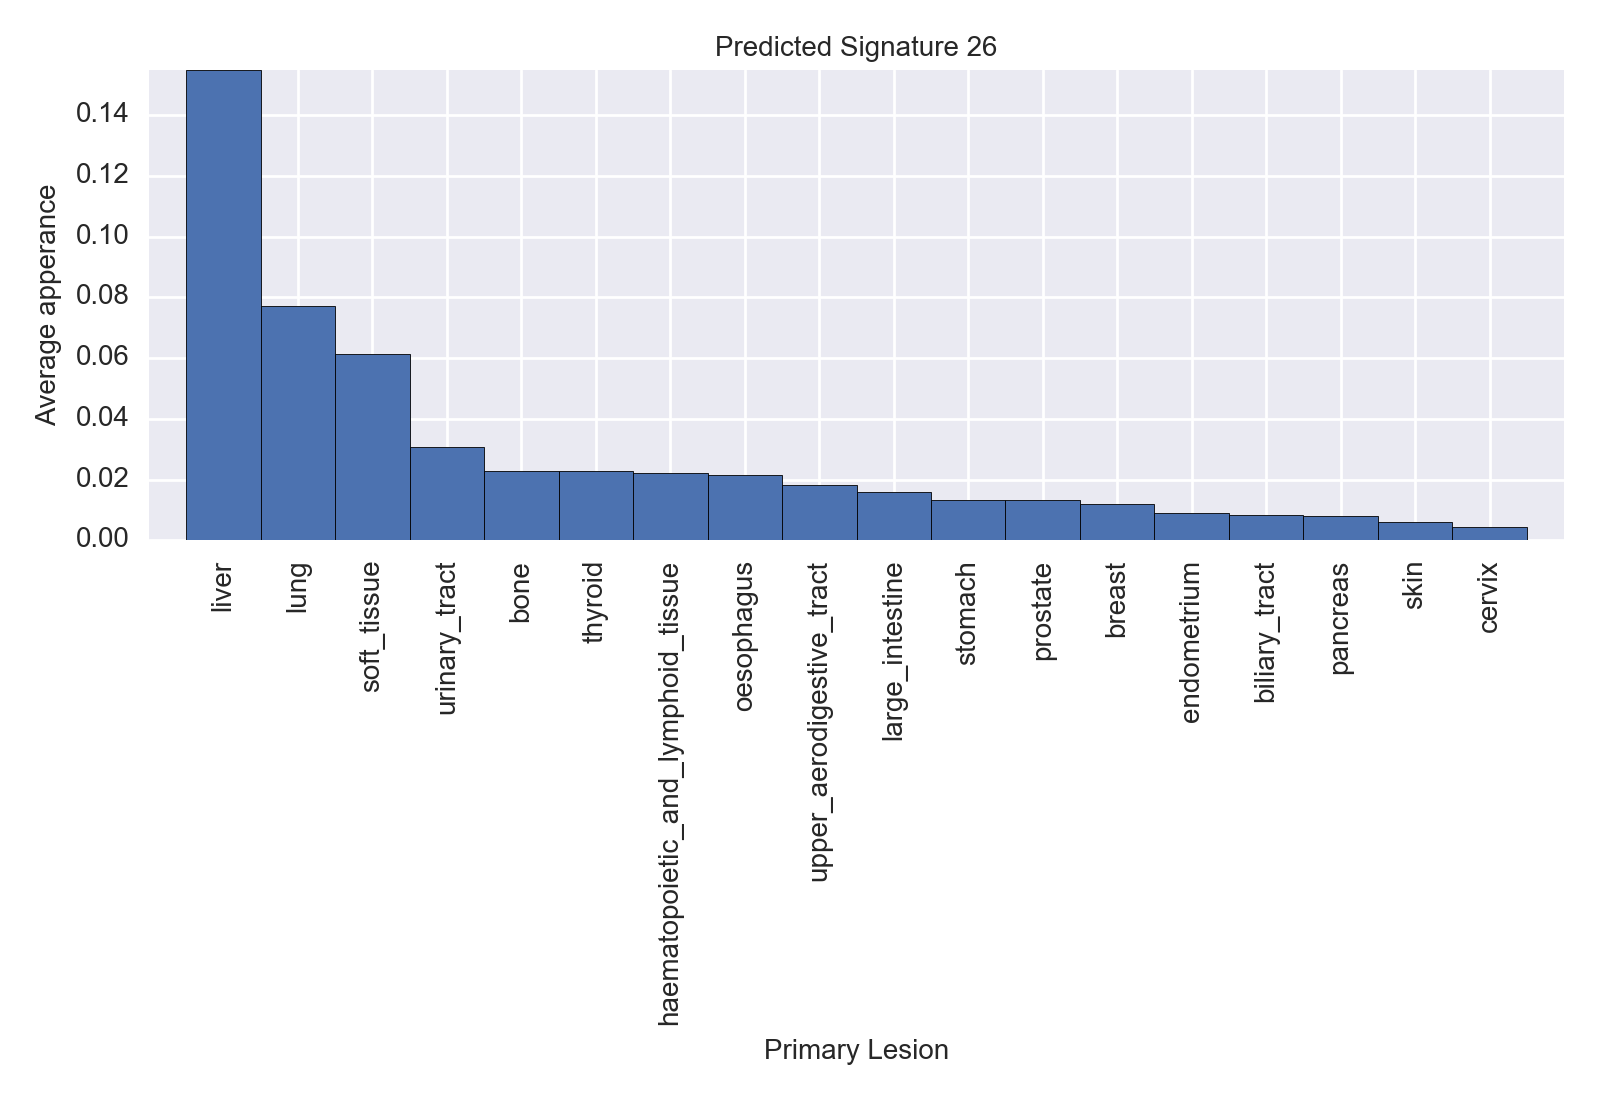 Predicted Signature 26
Average apperance
0.14
0.12
0.10
0.08
0.06
0.04
0.02
0.00
liver
lung
soft_tissue
urinary_tract
bone
thyroid
haematopoietic_and_lymphoid_tissue
oesophagus
upper_aerodigestive_tract
large_intestine
stomach
prostate
breast
endometrium
biliary_tract
pancreas
skin
cervix
Primary Lesion